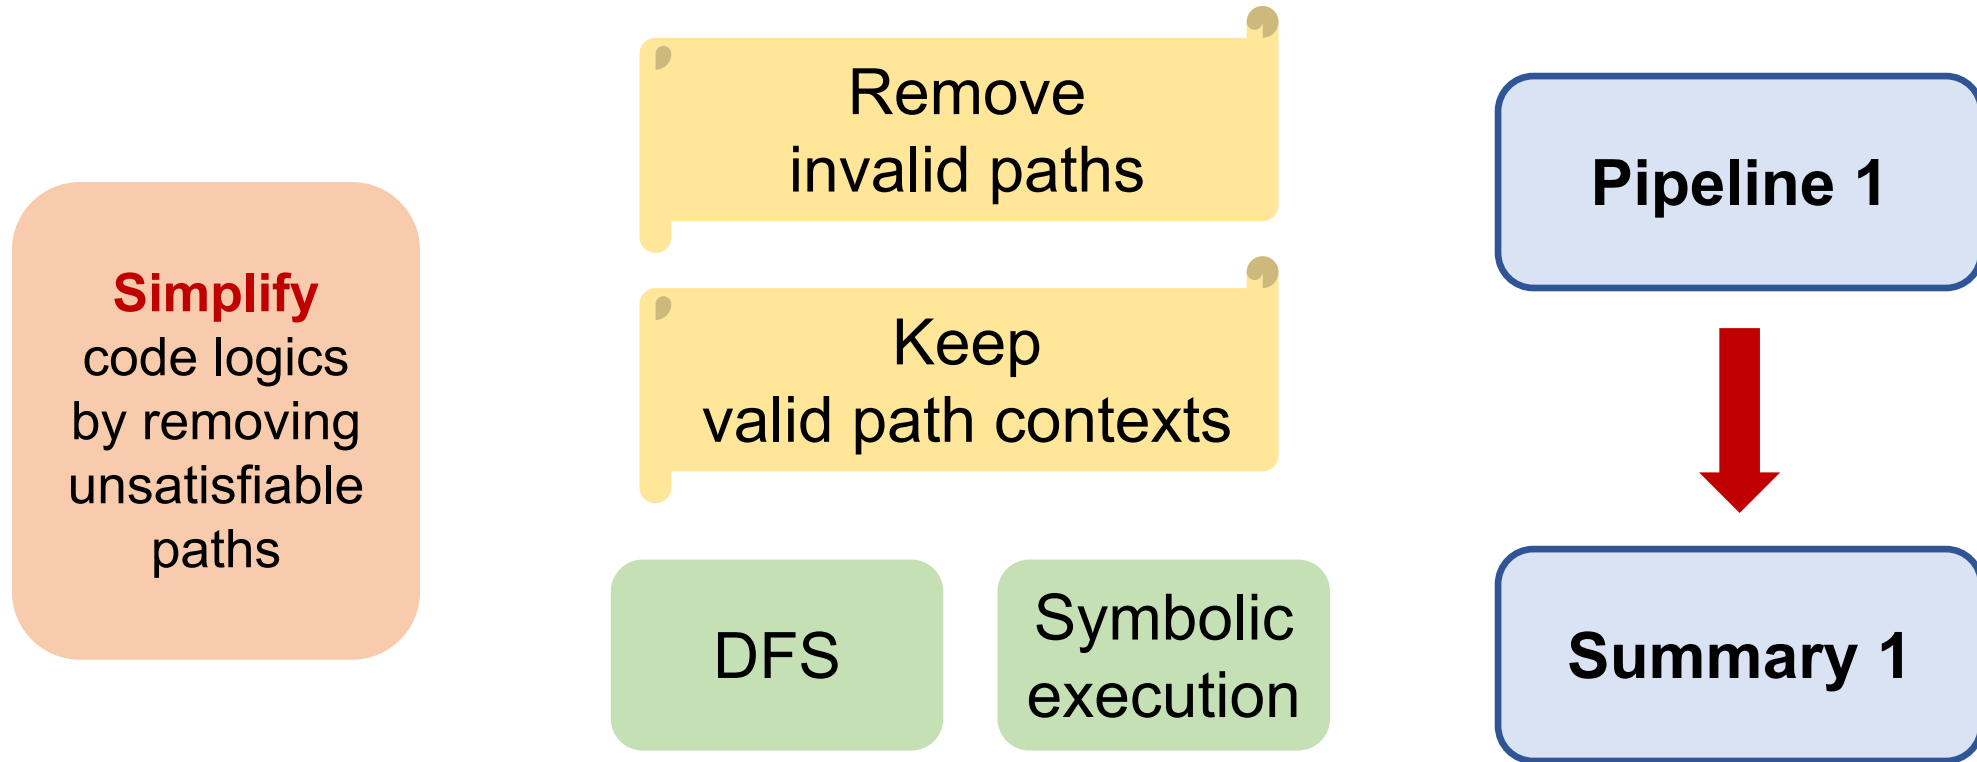 Simplify
code logics
by removing
unsatisfiable
paths
Remove
invalid paths
Keep
valid path contexts
DFS
Symbolic
execution
Pipeline 1
Summary 1